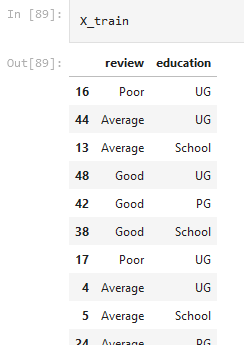 In [89]: X_train
Out[89]:
review education
16 Poor UG
44 Average UG
13 Average School
48 Good UG
42 Good PG
38 Good School
17 Poor UG
4 Average UG
5 Average School
24 Average PG